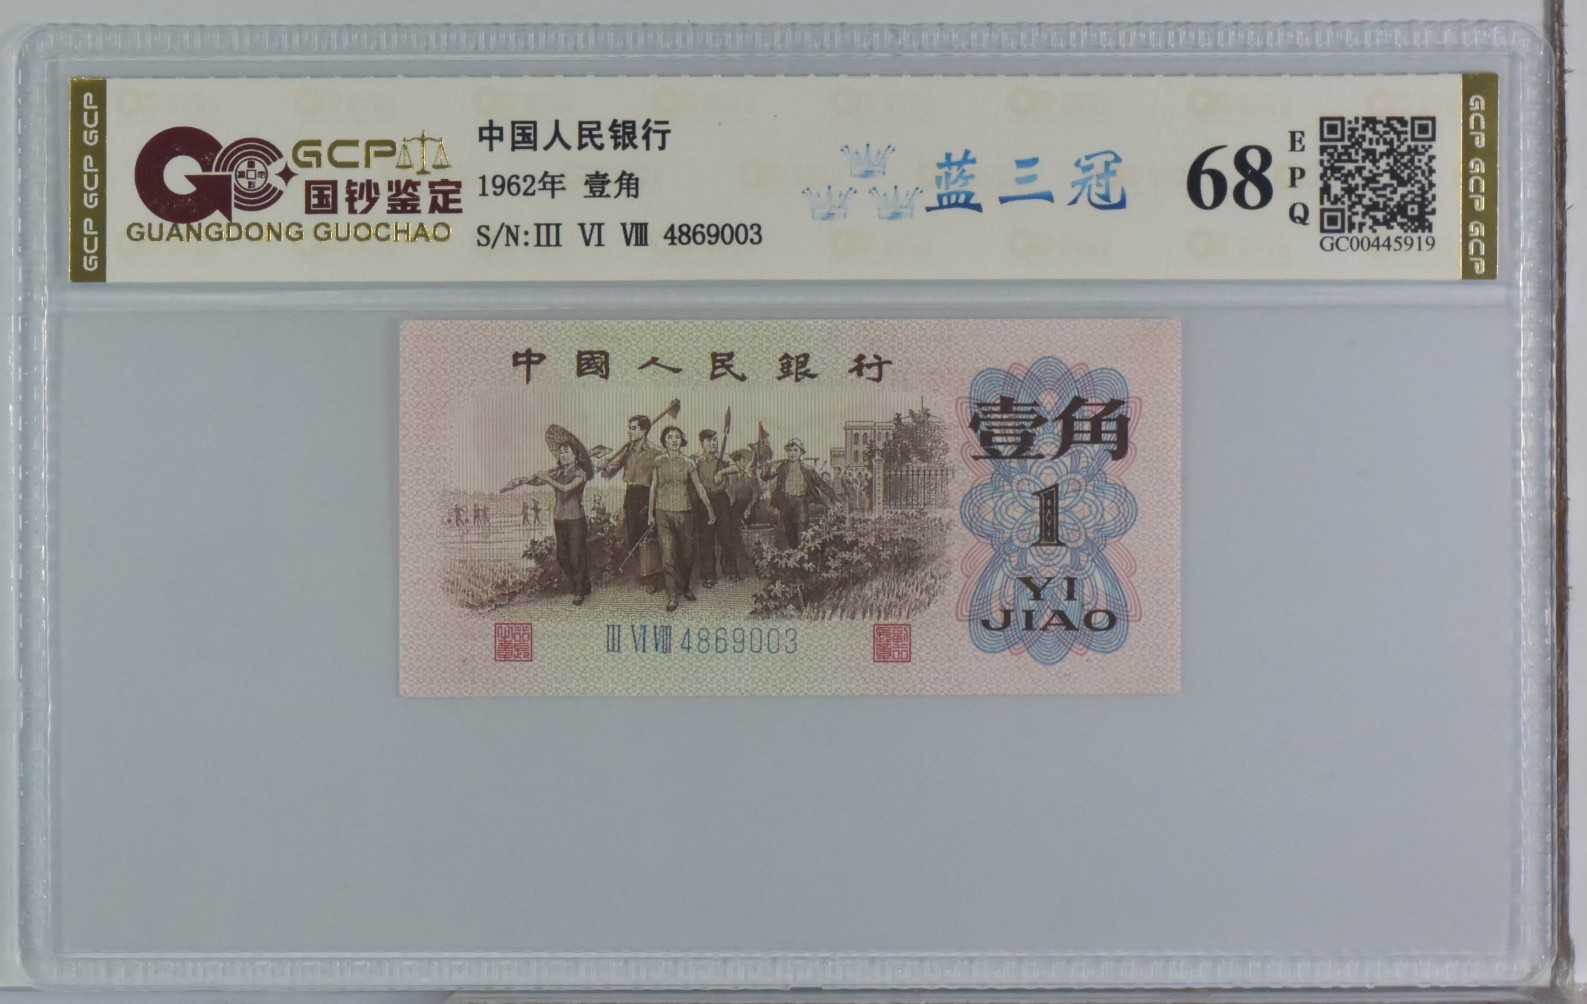 GCP GCP GCP
GCP
国钞鉴定
GUANGDONG GUOCHAO
中国人民银行
1962年 壹角
S/N:Ⅲ Ⅵ Ⅷ 4869003
蓝三冠
68
EPQ
GC00445919
GCP GCP GCP
中國人民銀行
壹角
1
YI
JIAO
Ⅲ Ⅵ Ⅷ 4869003